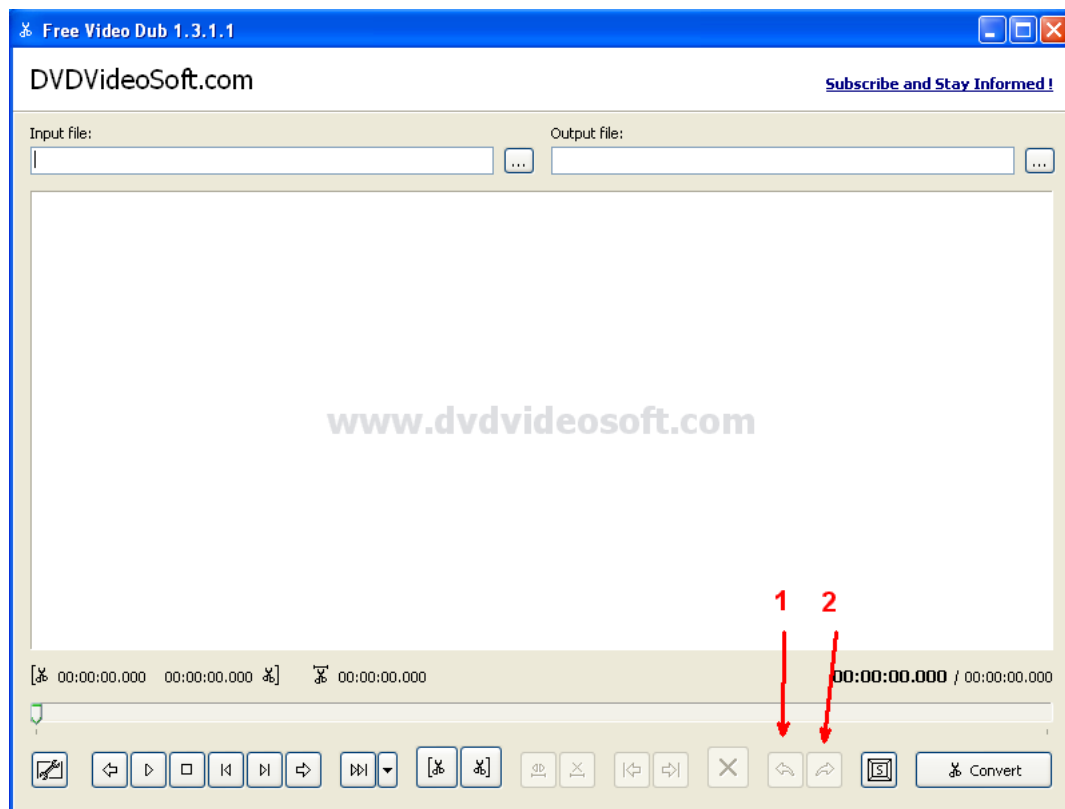 Free Video Dub 1.3.1.1
DVDVideoSoft.com
Subscribe and Stay Informed !
Input file:
Output file:
...
...
www.dvdvideosoft.com
1 2
00:00:00.000 00:00:00.000 00:00:00.000 00:00:00.000 / 00:00:00.000
S
Convert